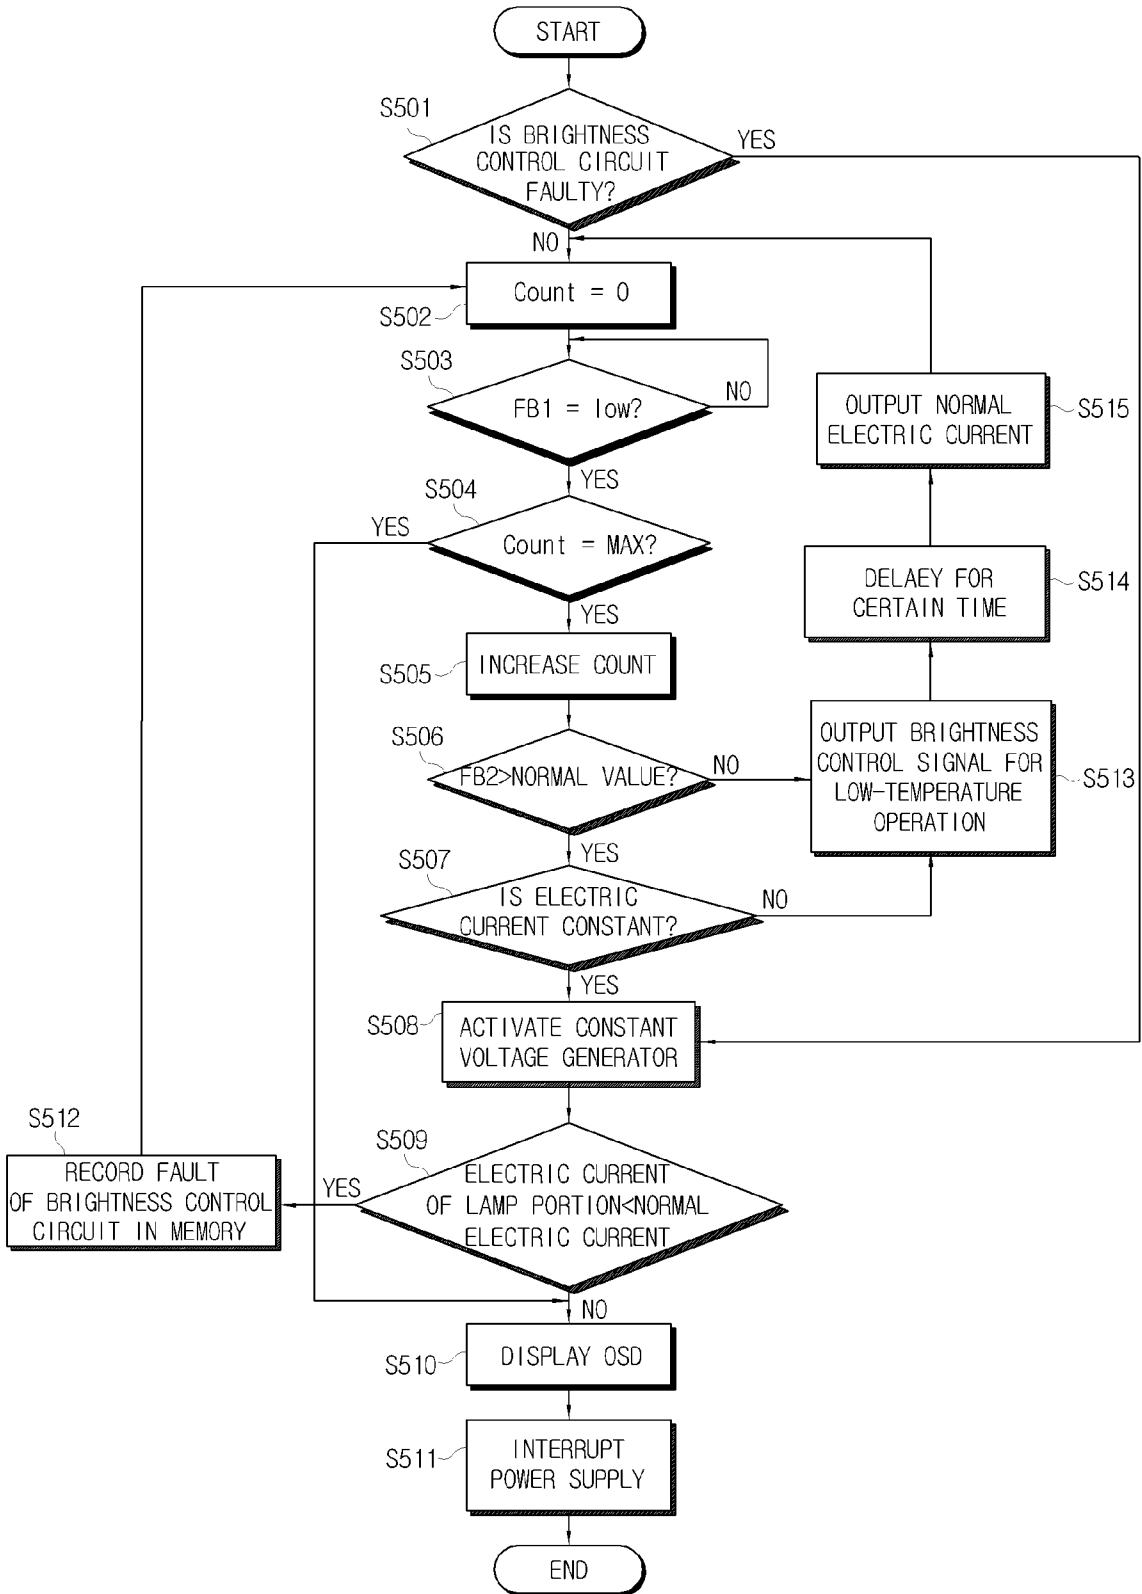 START
S501
IS BRIGHTNESS
CONTROL CIRCUIT
FAULTY?
YES
NO
Count = 0
S502
S503
FB1 = low?
NO
YES
S504
YES
Count = MAX?
YES
INCREASE COUNT
S505
S506
FB2>NORMAL VALUE?
NO
YES
S507
IS ELECTRIC
CURRENT CONSTANT?
NO
YES
S508
ACTIVATE CONSTANT
VOLTAGE GENERATOR
S509
ELECTRIC CURRENT
OF LAMP PORTION<NORMAL
ELECTRIC CURRENT
YES
NO
S512
RECORD FAULT
OF BRIGHTNESS CONTROL
CIRCUIT IN MEMORY
DISPLAY OSD
S510
INTERRUPT
POWER SUPPLY
S511
END
OUTPUT NORMAL
ELECTRIC CURRENT
S515
DELAEY FOR
CERTAIN TIME
S514
OUTPUT BRIGHTNESS
CONTROL SIGNAL FOR
LOW-TEMPERATURE
OPERATION
S513